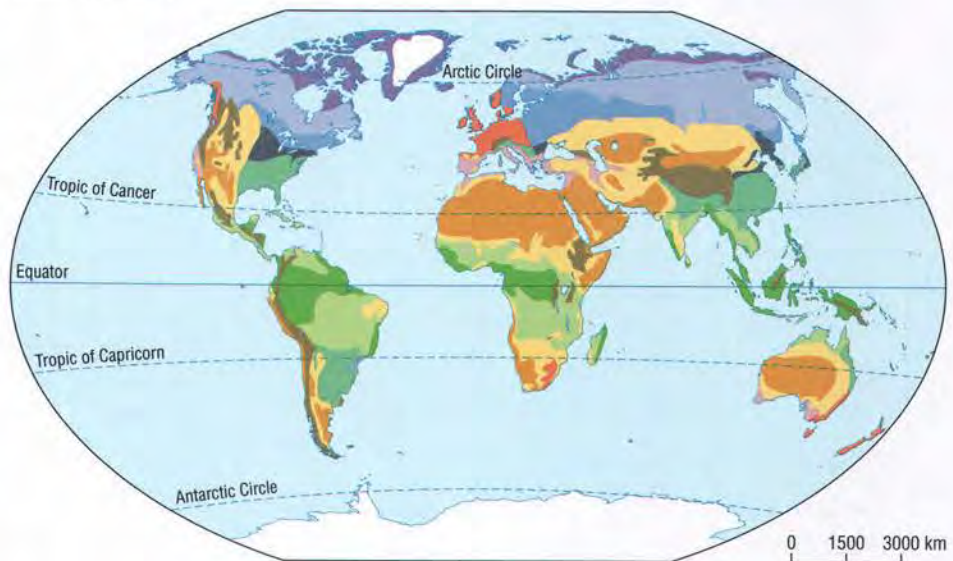 Arctic Circle
Tropic of Cancer
Equator
Tropic of Capricorn
Antarctic Circle
0 1500 3000 km